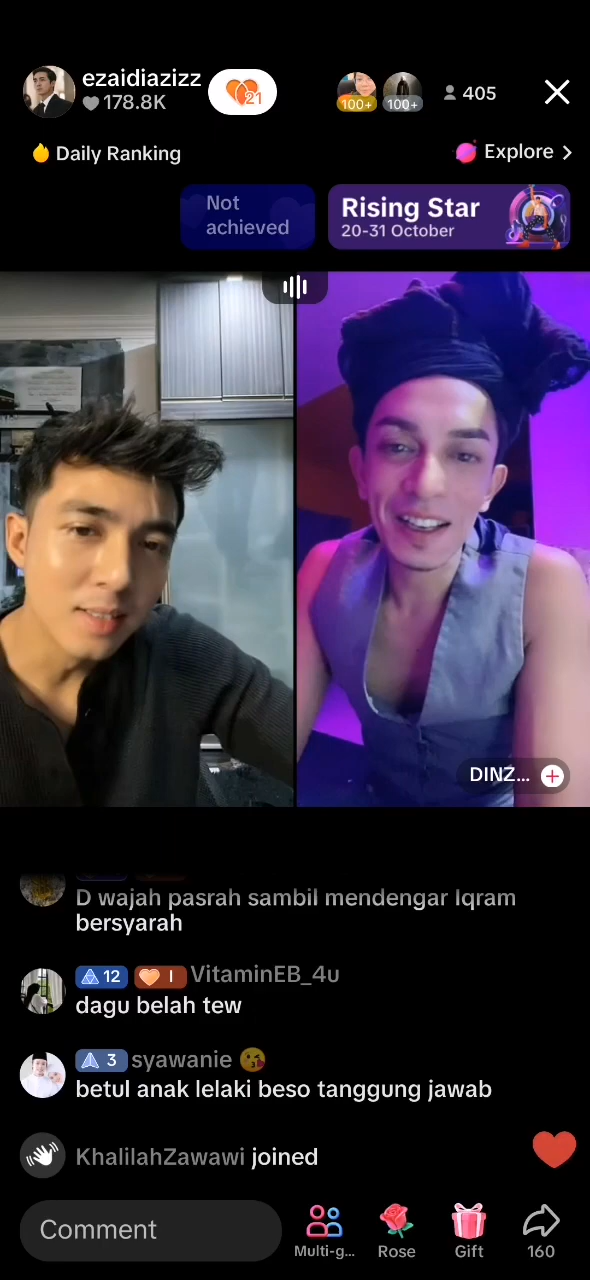 ezaidiazizz
178.8K
21
100+
100+
405
Daily Ranking
Explore >
Not
achieved
Rising Star
20-31 October
DINZ...
D wajah pasrah sambil mendengar Iqram
bersyarah
12 I VitaminEB_4u
dagu belah tew
3 syawanie 😘
betul anak lelaki beso tanggung jawab
KhalilahZawawi joined
Comment
Multi-g...
Rose
Gift
160